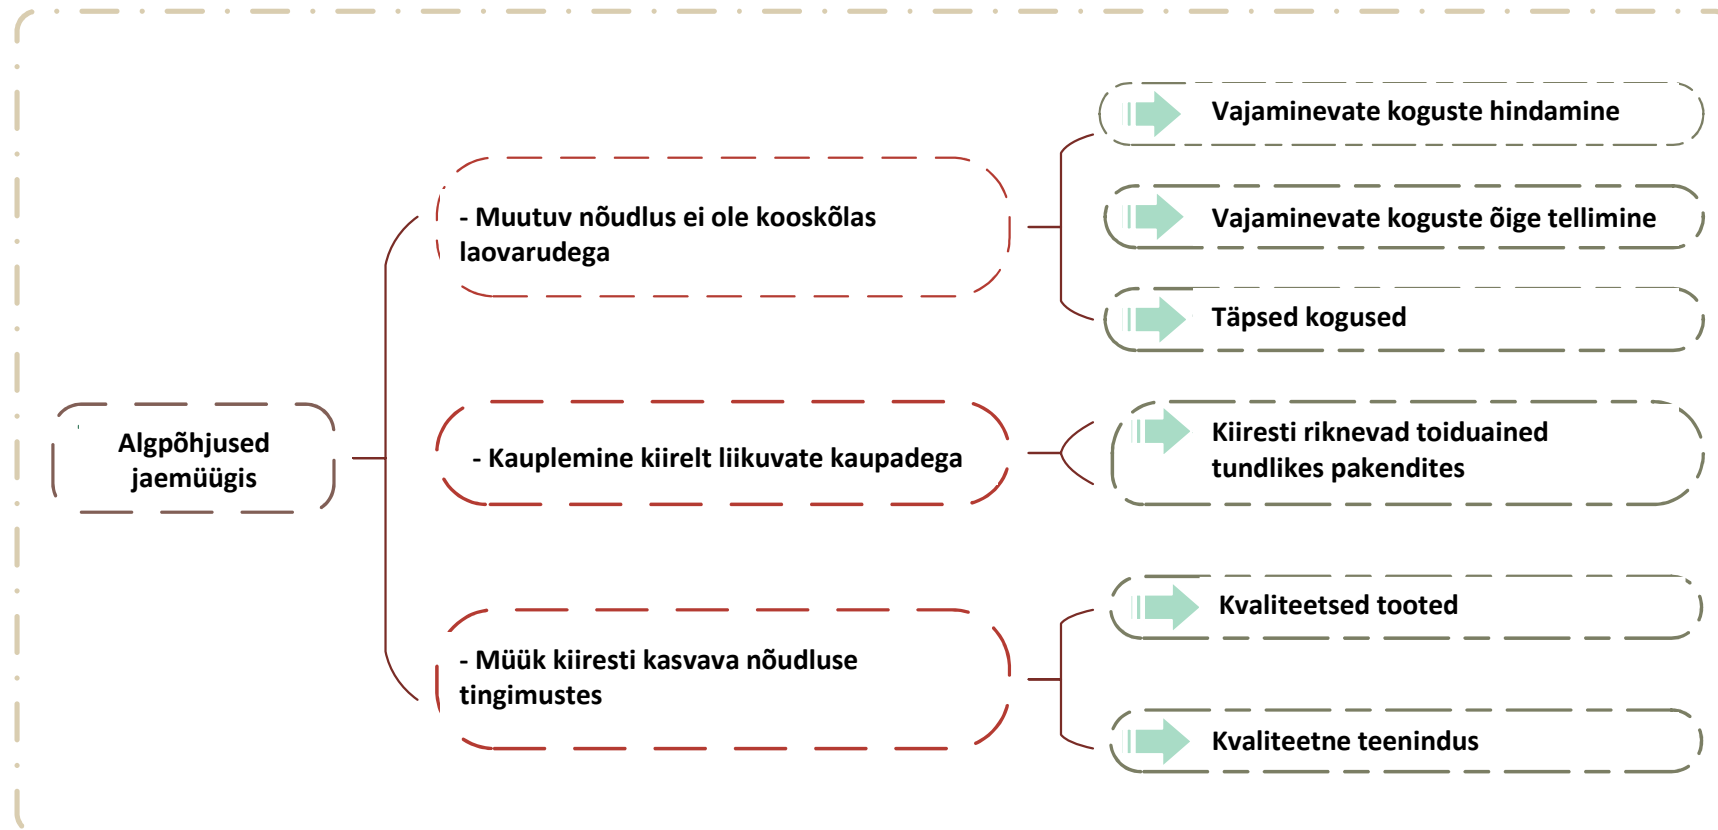 Algpõhjused
jaemüügis
- Muutuv nõudlus ei ole kooskõlas
laovarudega
Vajaminevate koguste hindamine
Vajaminevate koguste õige tellimine
Täpsed kogused
- Kauplemine kiirelt liikuvate kaupadega
Kiiresti riknevad toiduained
tundlikes pakendites
- Müük kiiresti kasvava nõudluse
tingimustes
Kvaliteetsed tooted
Kvaliteetne teenindus